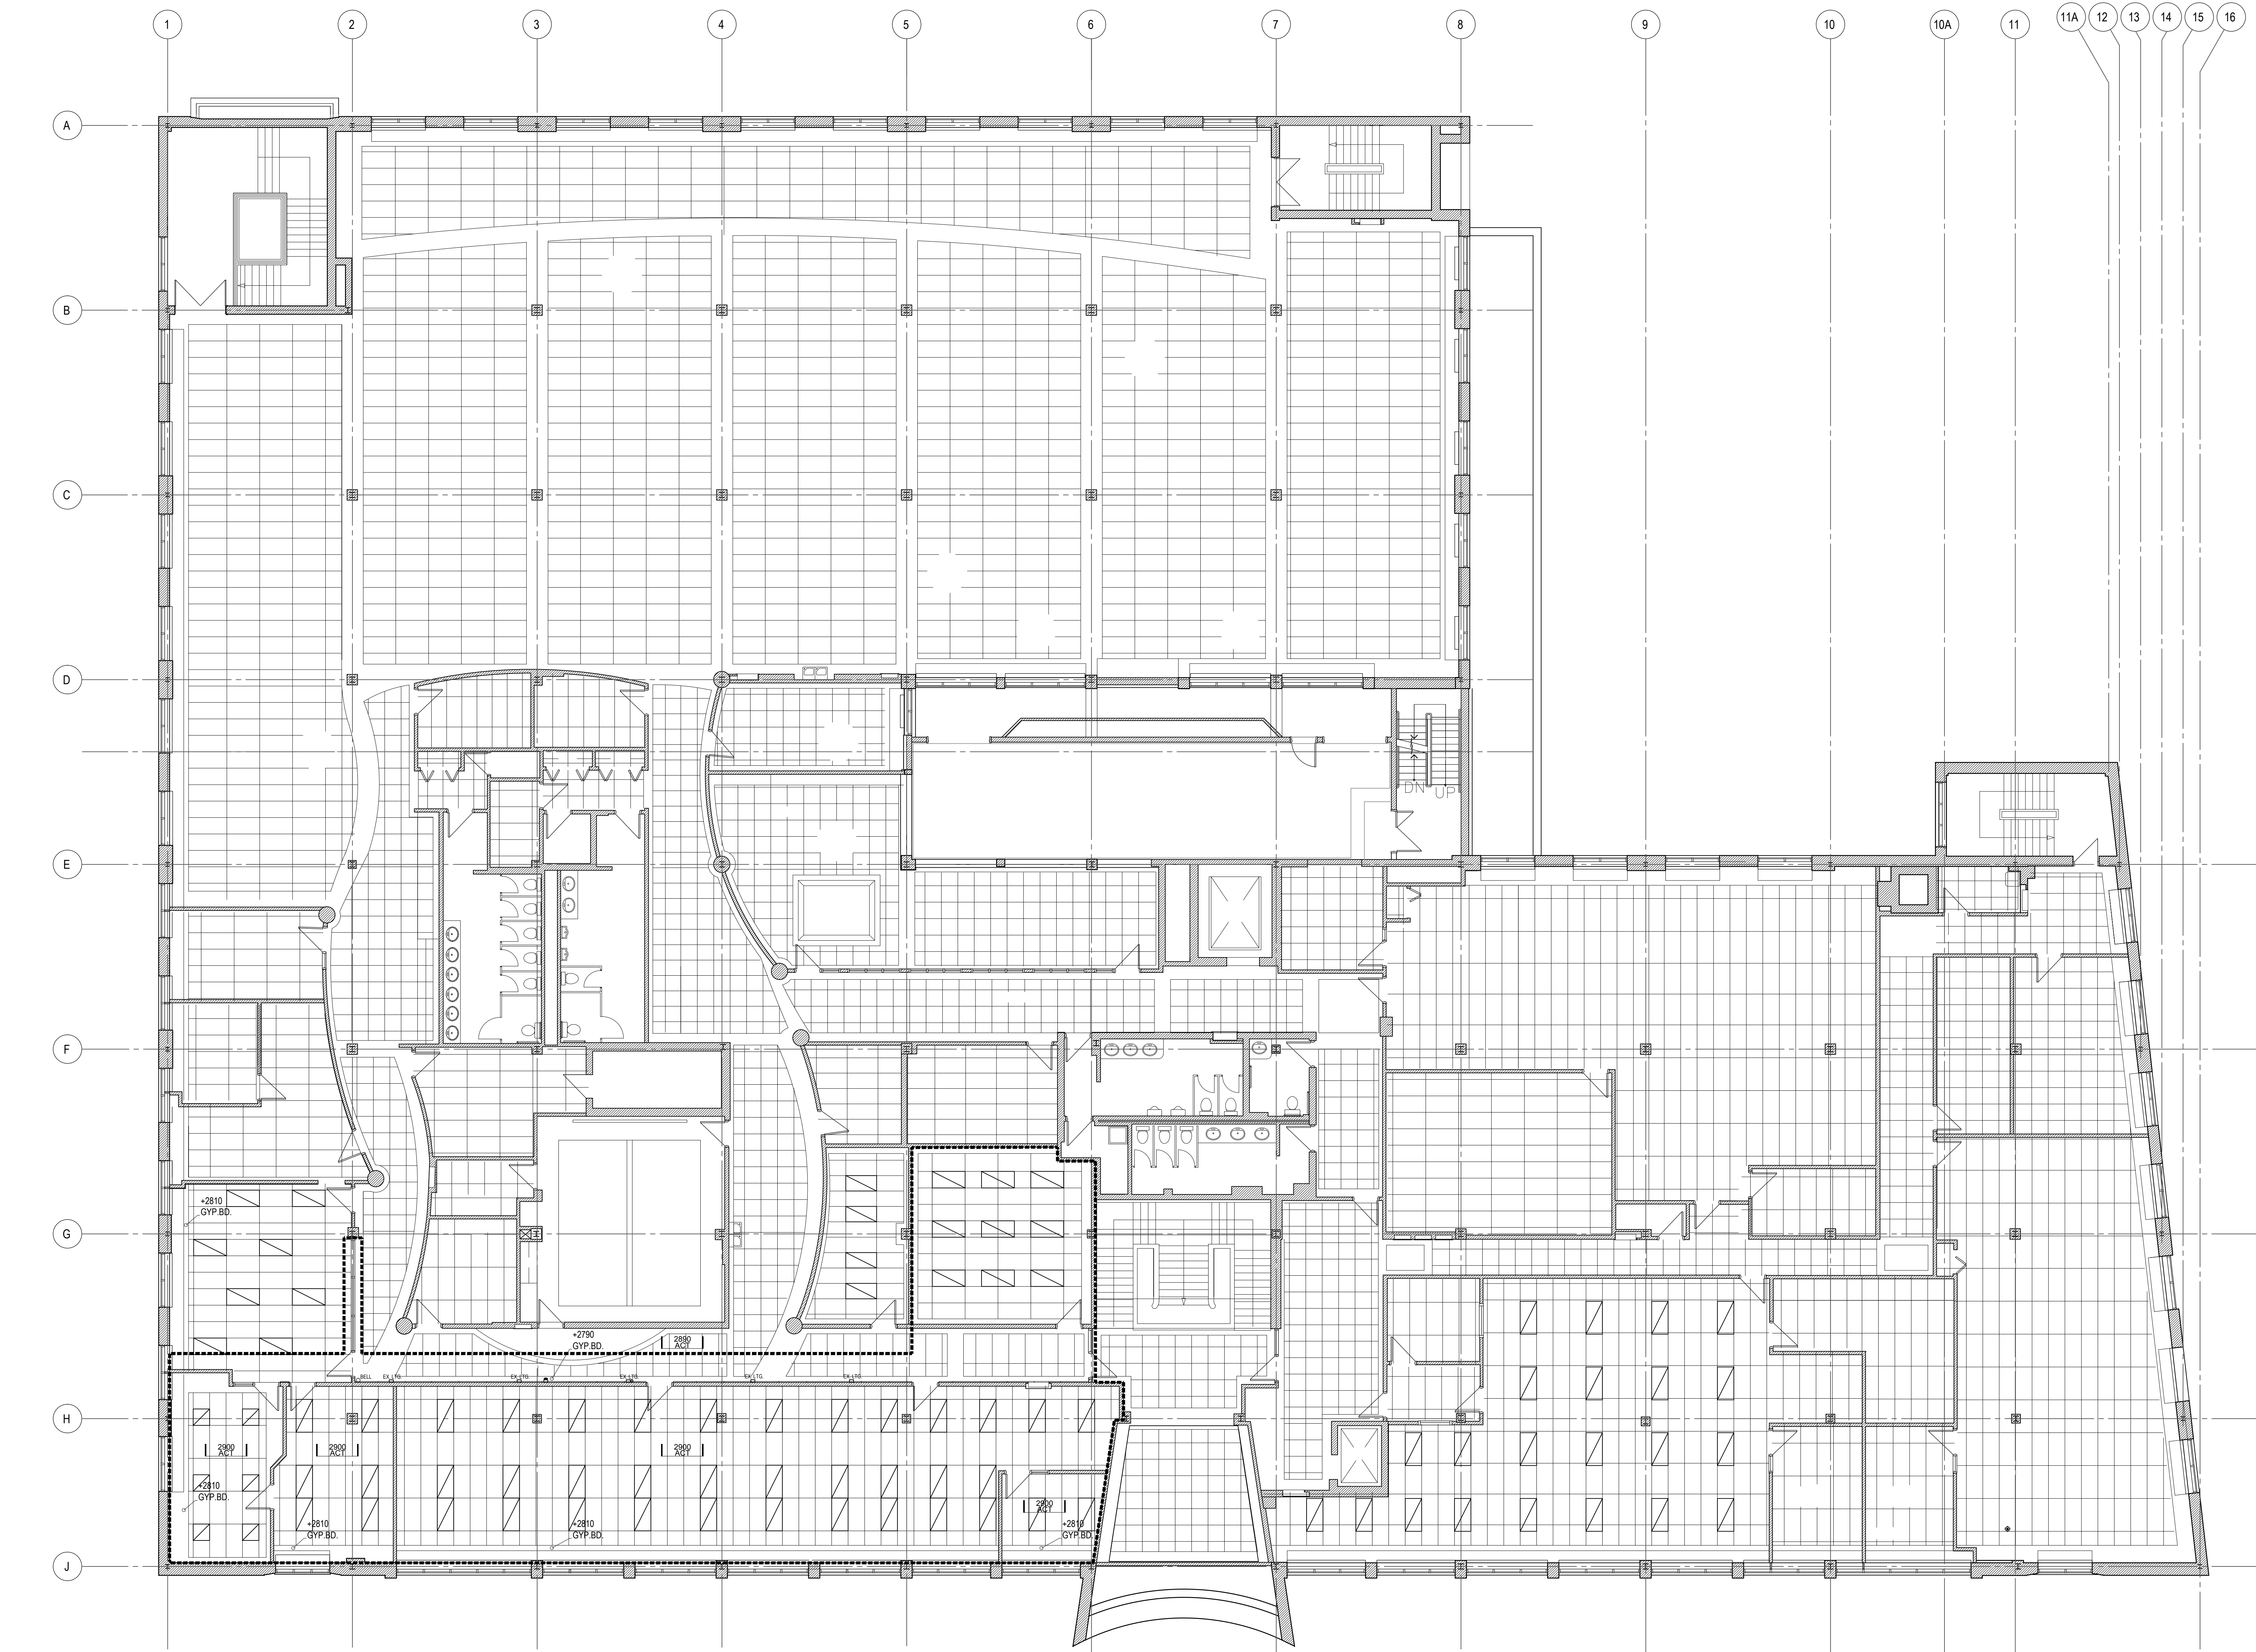 1 2 3 4 5 6 7 8 9 10 10A 11 11A 12 13 14 15 16
A
B
C
D
DN UP
E
F
+2810
GYP.BD.
G
+2790
GYP.BD.
2890
ACT
BELL EX. LTG. EX. LTG. EX. LTG. EX. LTG. EX. LTG.
H
2900
ACT
2900
ACT
2900
ACT
+2810
GYP.BD.
2900
ACT
+2810
GYP.BD.
+2810
GYP.BD.
+2810
GYP.BD.
J